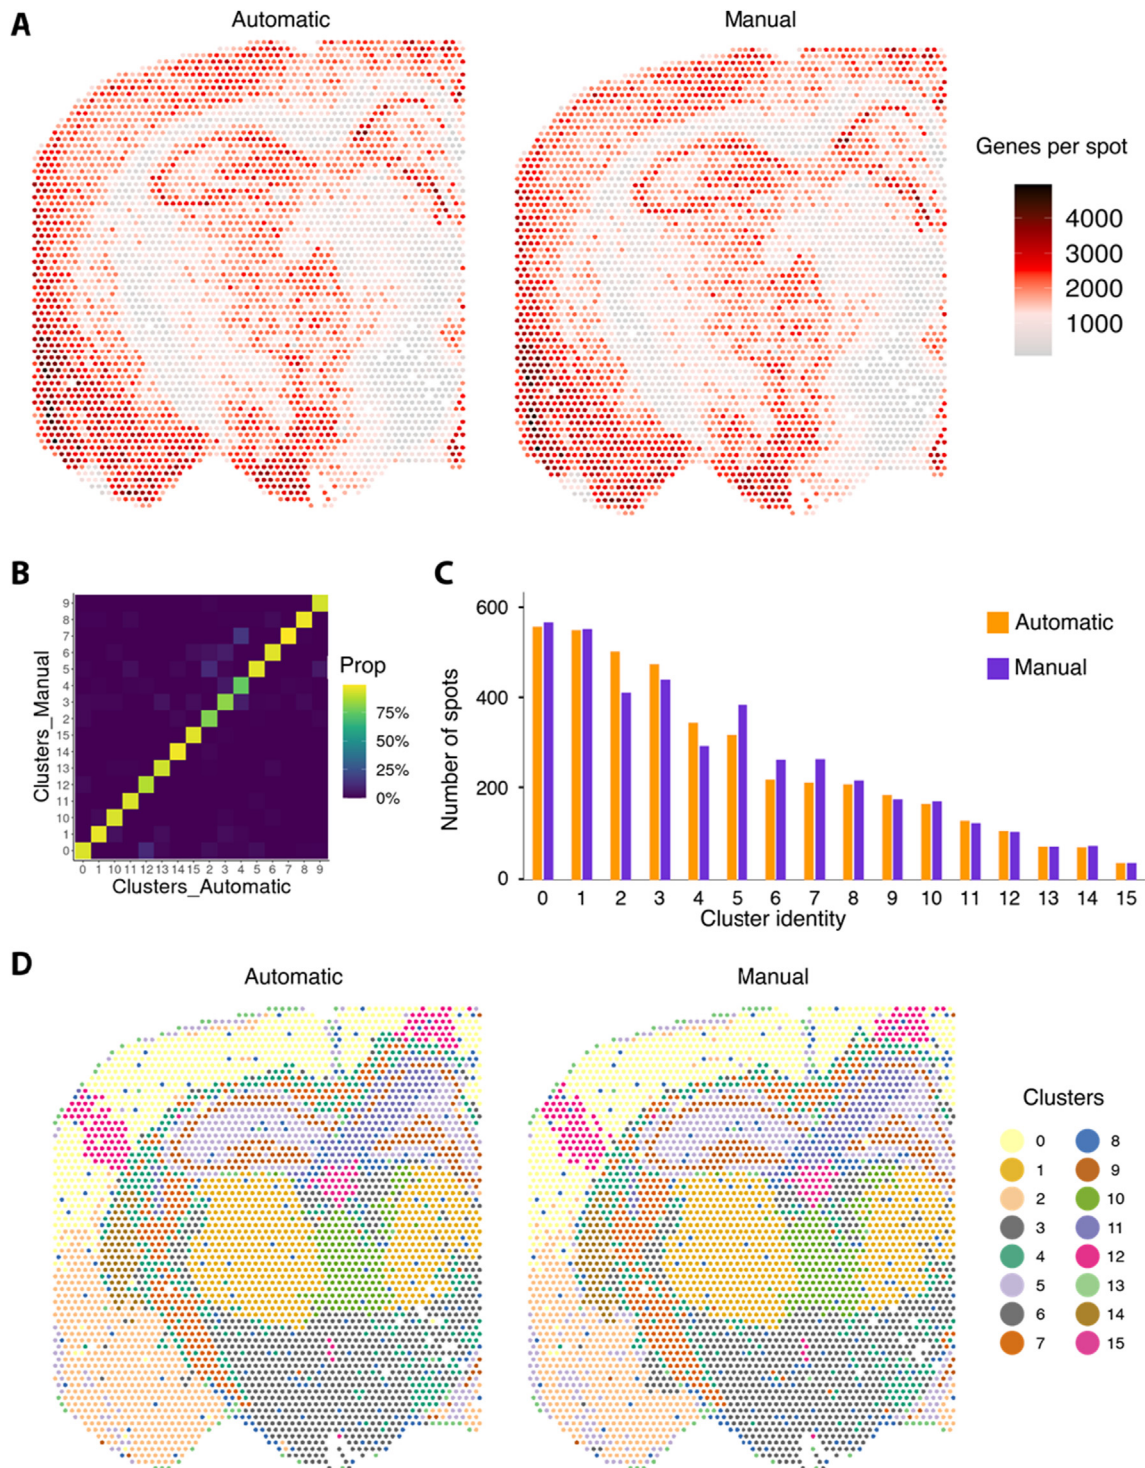 A
Automatic
Manual
Genes per spot
4000
3000
2000
1000
B
Clusters_Manual
9
8
7
6
5
4
3
2
15
14
13
12
11
10
1
0
0 1 10 11 12 13 14 15 2 3 4 5 6 7 8 9
Clusters_Automatic
Prop
75%
50%
25%
0%
C
Number of spots
600
400
200
0
0 1 2 3 4 5 6 7 8 9 10 11 12 13 14 15
Cluster identity
Automatic
Manual
D
Automatic
Manual
Clusters
0 8
1 9
2 10
3 11
4 12
5 13
6 14
7 15